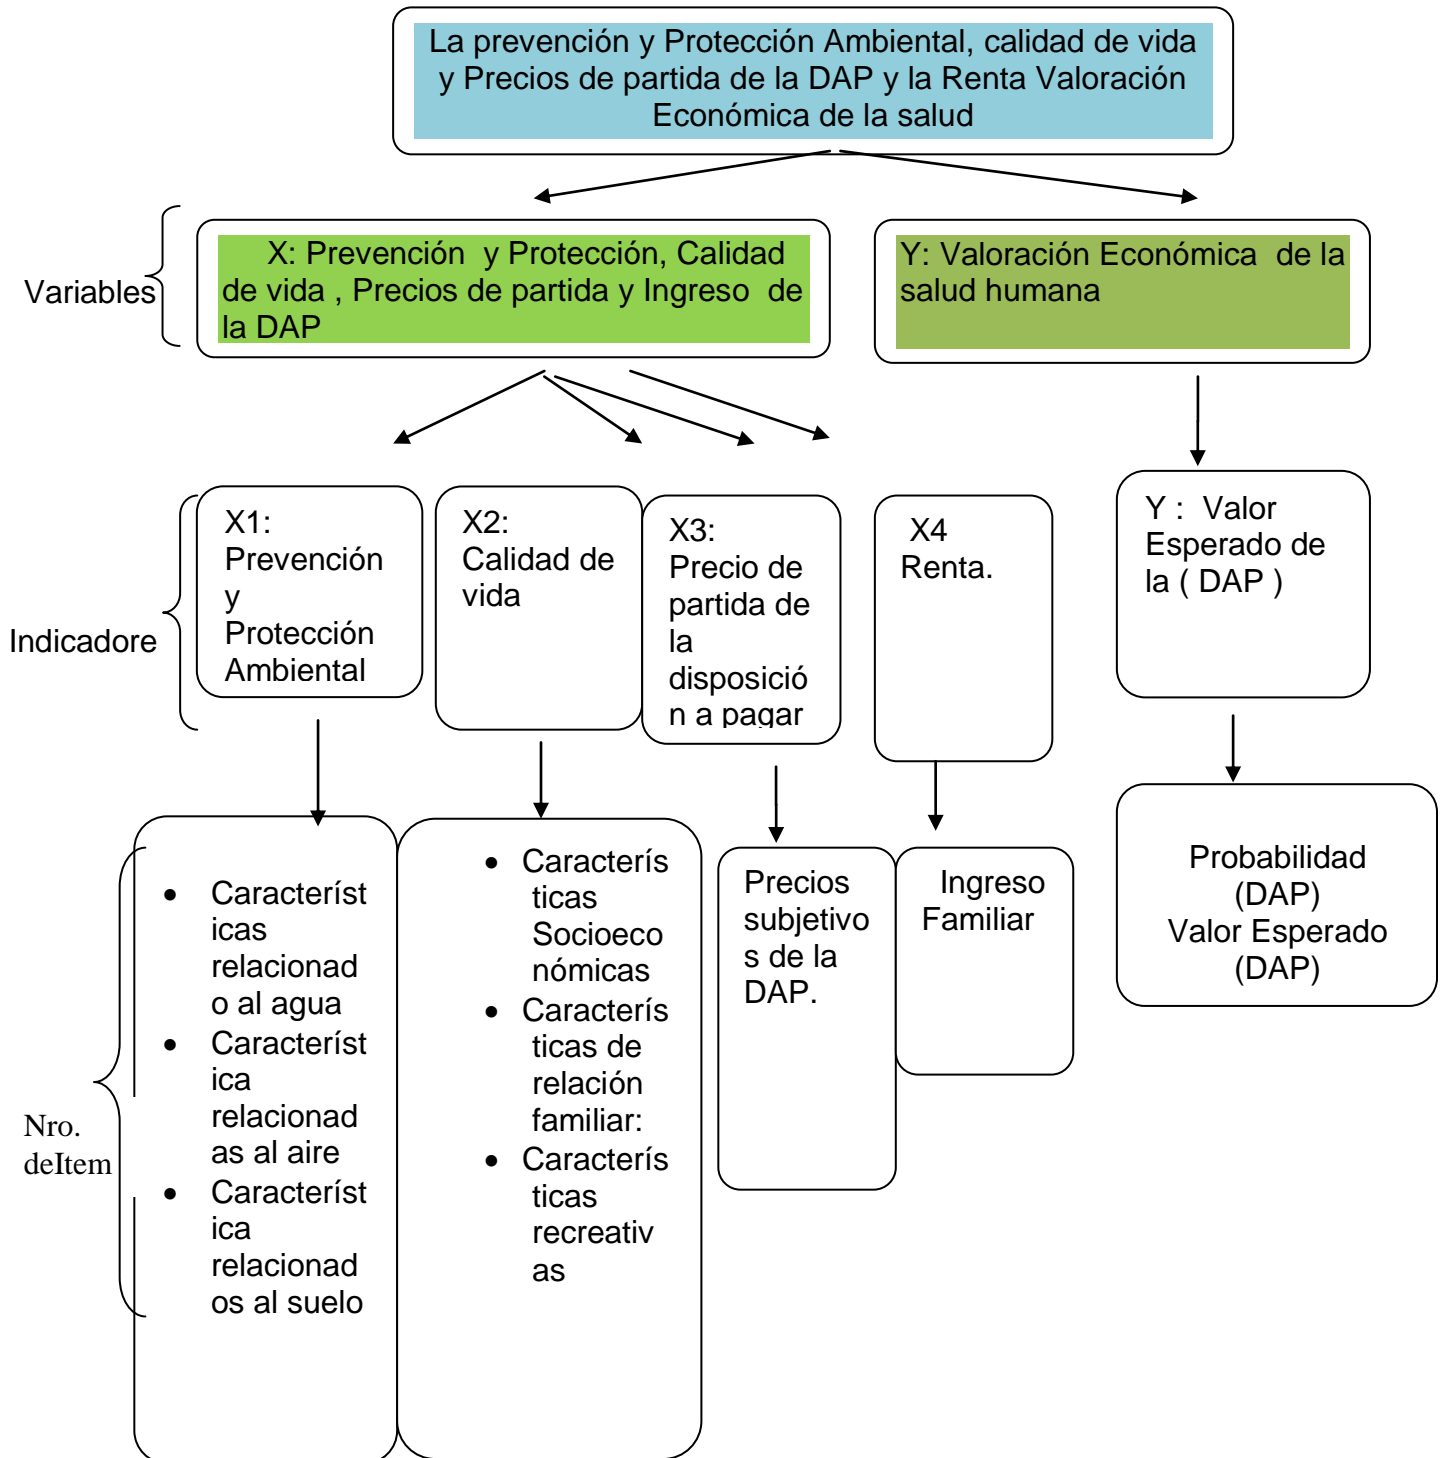 La prevención y Protección Ambiental, calidad de vida
y Precios de partida de la DAP y la Renta Valoración
Económica de la salud
Variables
X: Prevención y Protección, Calidad
de vida , Precios de partida y Ingreso de
la DAP
Y: Valoración Económica de la
salud humana
Indicadore
X1:
Prevención
y
Protección
Ambiental
X2:
Calidad de
vida
X3:
Precio de
partida de
la
disposició
n a pagar
X4
Renta.
Y : Valor
Esperado de
la ( DAP )
Nro.
deItem
• Característ
icas
relacionad
o al agua
• Característ
ica
relacionad
as al aire
• Característ
ica
relacionad
os al suelo
• Caracterís
ticas
Socioeco
nómicas
• Caracterís
ticas de
relación
familiar:
• Caracterís
ticas
recreativ
as
Precios
subjetivo
s de la
DAP.
Ingreso
Familiar
Probabilidad
(DAP)
Valor Esperado
(DAP)